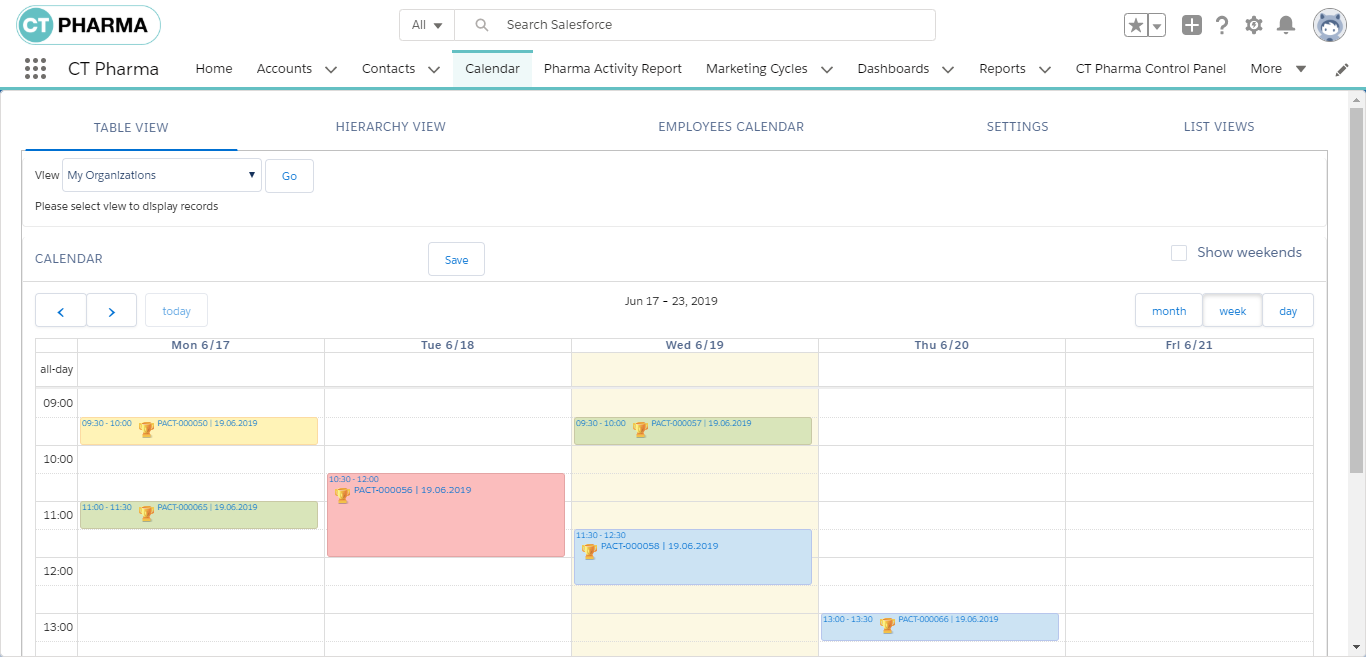 CT PHARMA
All
Search Salesforce
CT Pharma
Home
Accounts
Contacts
Calendar
Pharma Activity Report
Marketing Cycles
Dashboards
Reports
CT Pharma Control Panel
More
TABLE VIEW
HIERARCHY VIEW
EMPLOYEES CALENDAR
SETTINGS
LIST VIEWS
View
My Organizations
Go
Please select view to display records
CALENDAR
Save
Show weekends
today
Jun 17 – 23, 2019
month
week
day
Mon 6/17
Tue 6/18
Wed 6/19
Thu 6/20
Fri 6/21
all-day
09:00
09:30 - 10:00 PACT-000050 | 19.06.2019
09:30 - 10:00 PACT-000057 | 19.06.2019
10:00
10:30 - 12:00
PACT-000056 | 19.06.2019
11:00
11:00 - 11:30 PACT-000065 | 19.06.2019
11:30 - 12:30
PACT-000058 | 19.06.2019
12:00
13:00
13:00 - 13:30 PACT-000066 | 19.06.2019